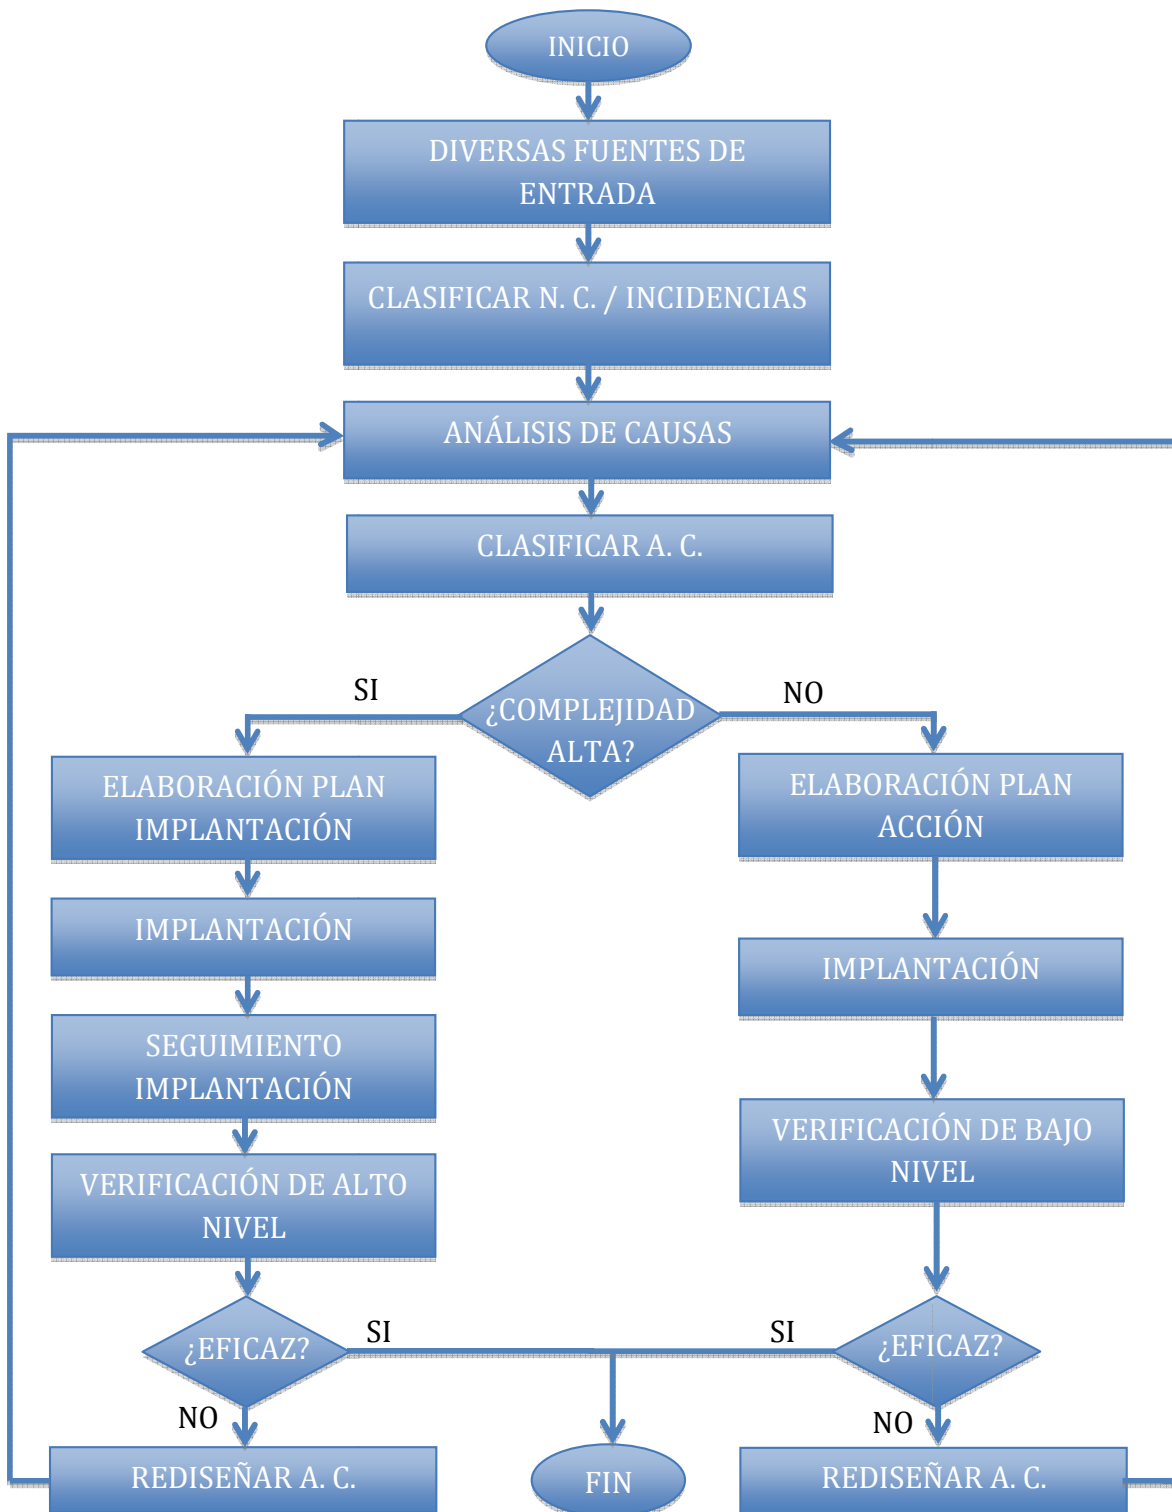 INICIO
DIVERSAS FUENTES DE
ENTRADA
CLASIFICAR N. C. / INCIDENCIAS
ANÁLISIS DE CAUSAS
CLASIFICAR A. C.
SI
¿COMPLEJIDAD
ALTA?
NO
ELABORACIÓN PLAN
IMPLANTACIÓN
IMPLANTACIÓN
SEGUIMIENTO
IMPLANTACIÓN
VERIFICACIÓN DE ALTO
NIVEL
¿EFICAZ?
SI
NO
REDISEÑAR A. C.
ELABORACIÓN PLAN
ACCIÓN
IMPLANTACIÓN
VERIFICACIÓN DE BAJO
NIVEL
SI
¿EFICAZ?
NO
REDISEÑAR A. C.
FIN